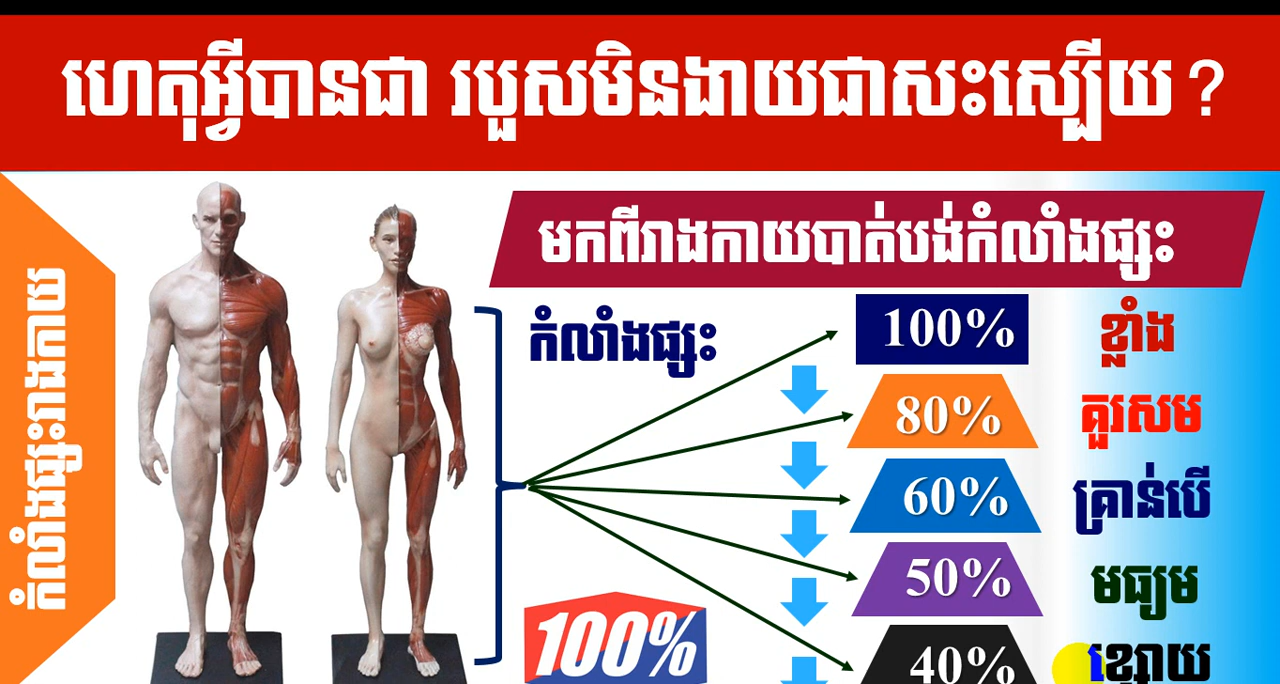 ហេតុអ្វីបានជា របួសមិនងាយជាសះស្បើយ?
មកពីរាងកាយបាត់បង់កំលាំងផ្សះ
កំលាំងផ្សះរាងកាយ
កំលាំងផ្សះ
100% ខ្លាំង
80% គួរសម
60% គ្រាន់បើ
50% មធ្យម
40% ខ្សោយ
100%